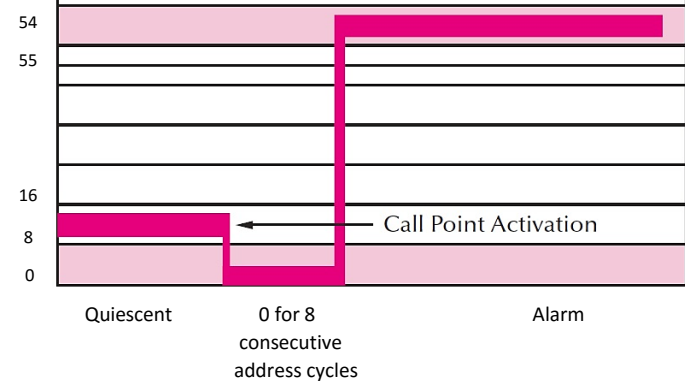 54
55
16
Call Point Activation
8
0
Quiescent
0 for 8
consecutive
address cycles
Alarm